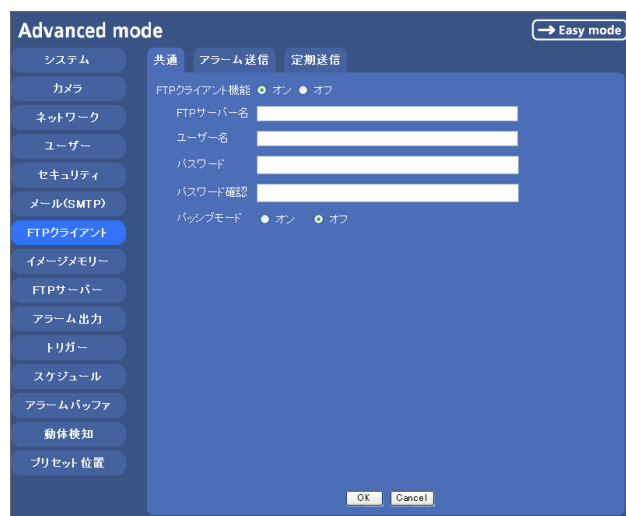 Advanced mode
→ Easy mode
システム
カメラ
ネットワーク
ユーザー
セキュリティ
メール(SMTP)
FTPクライアント
イメージメモリー
FTPサーバー
アラーム出力
トリガー
スケジュール
アラームバッファ
動体検知
プリセット位置
共通 アラーム送信 定期送信
FTPクライアント機能 オン オフ
FTPサーバー名
ユーザー名
パスワード
パスワード確認
パッシブモード オン オフ
OK Cancel